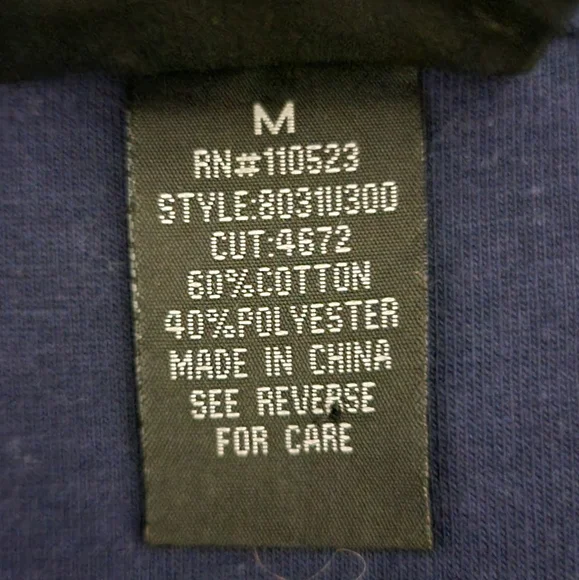 M
RN#110523
STYLE:8031U300
CUT:4672
60%COTTON
40%POLYESTER
MADE IN CHINA
SEE REVERSE
FOR CARE